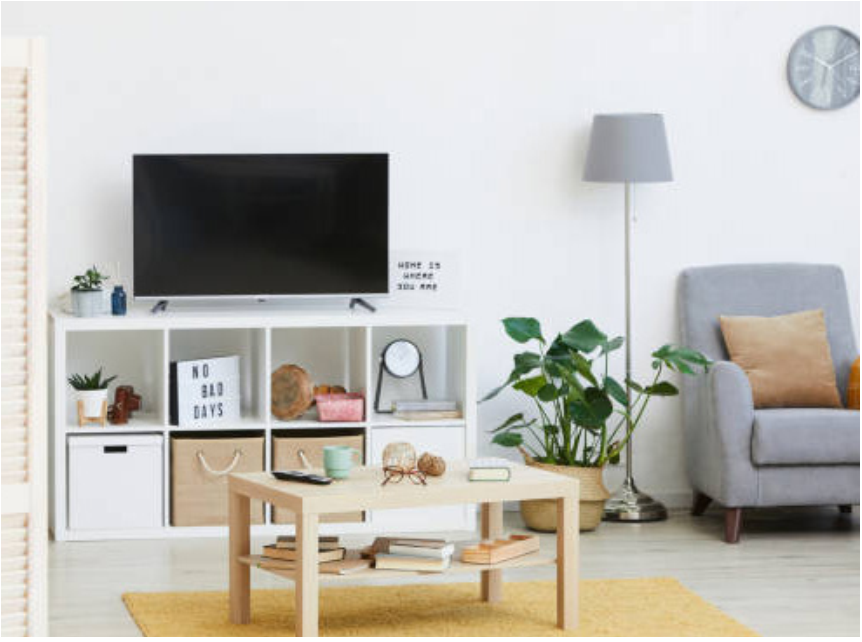 HOME IS
WHERE
YOU ARE
NO
BAD
DAYS